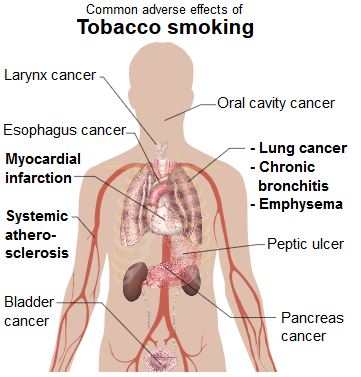 Common adverse effects of
Tobacco smoking
Larynx cancer
Oral cavity cancer
Esophagus cancer
Myocardial
infarction
- Lung cancer
- Chronic
bronchitis
- Emphysema
Systemic
athero-
sclerosis
Peptic ulcer
Bladder
cancer
Pancreas
cancer